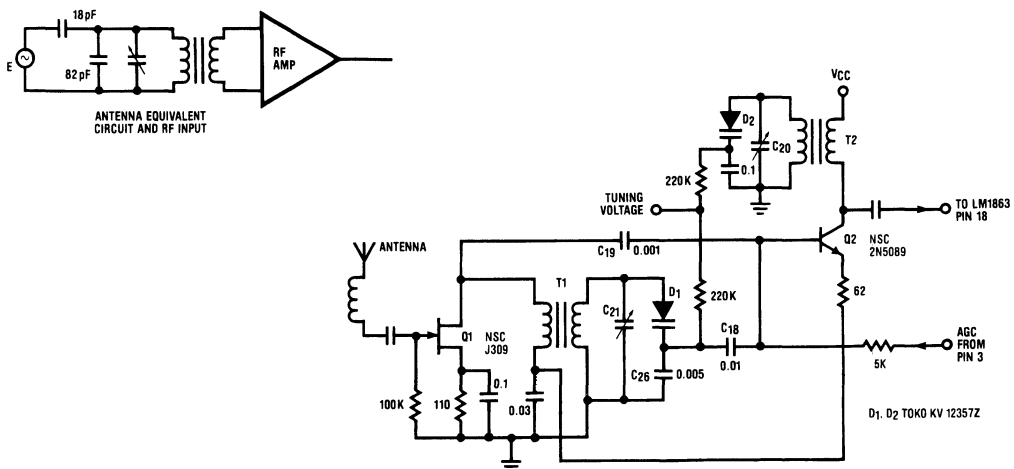 18pF
E
82pF
RF
AMP
ANTENNA EQUIVALENT
CIRCUIT AND RF INPUT
VCC
D2
C20
T2
0.1
220K
TUNING
VOLTAGE
TO LM1863
PIN 18
Q2
NSC
2N5089
C19
0.001
ANTENNA
T1
D1
C21
220K
62
Q1
NSC
J309
C18
0.01
AGC
FROM
PIN 3
5K
C26
0.005
0.1
100K
110
0.03
D1. D2 TOKO KV 12357Z